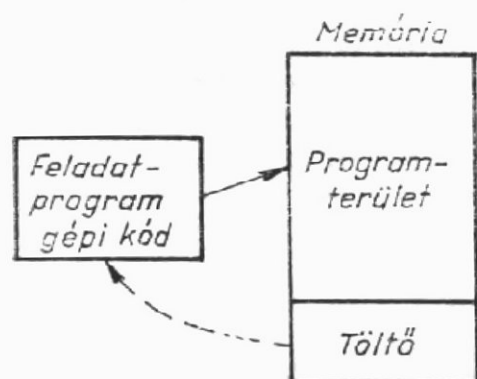 Memória
Feladat-
program
gépi kód
Program-
terület
Töltő